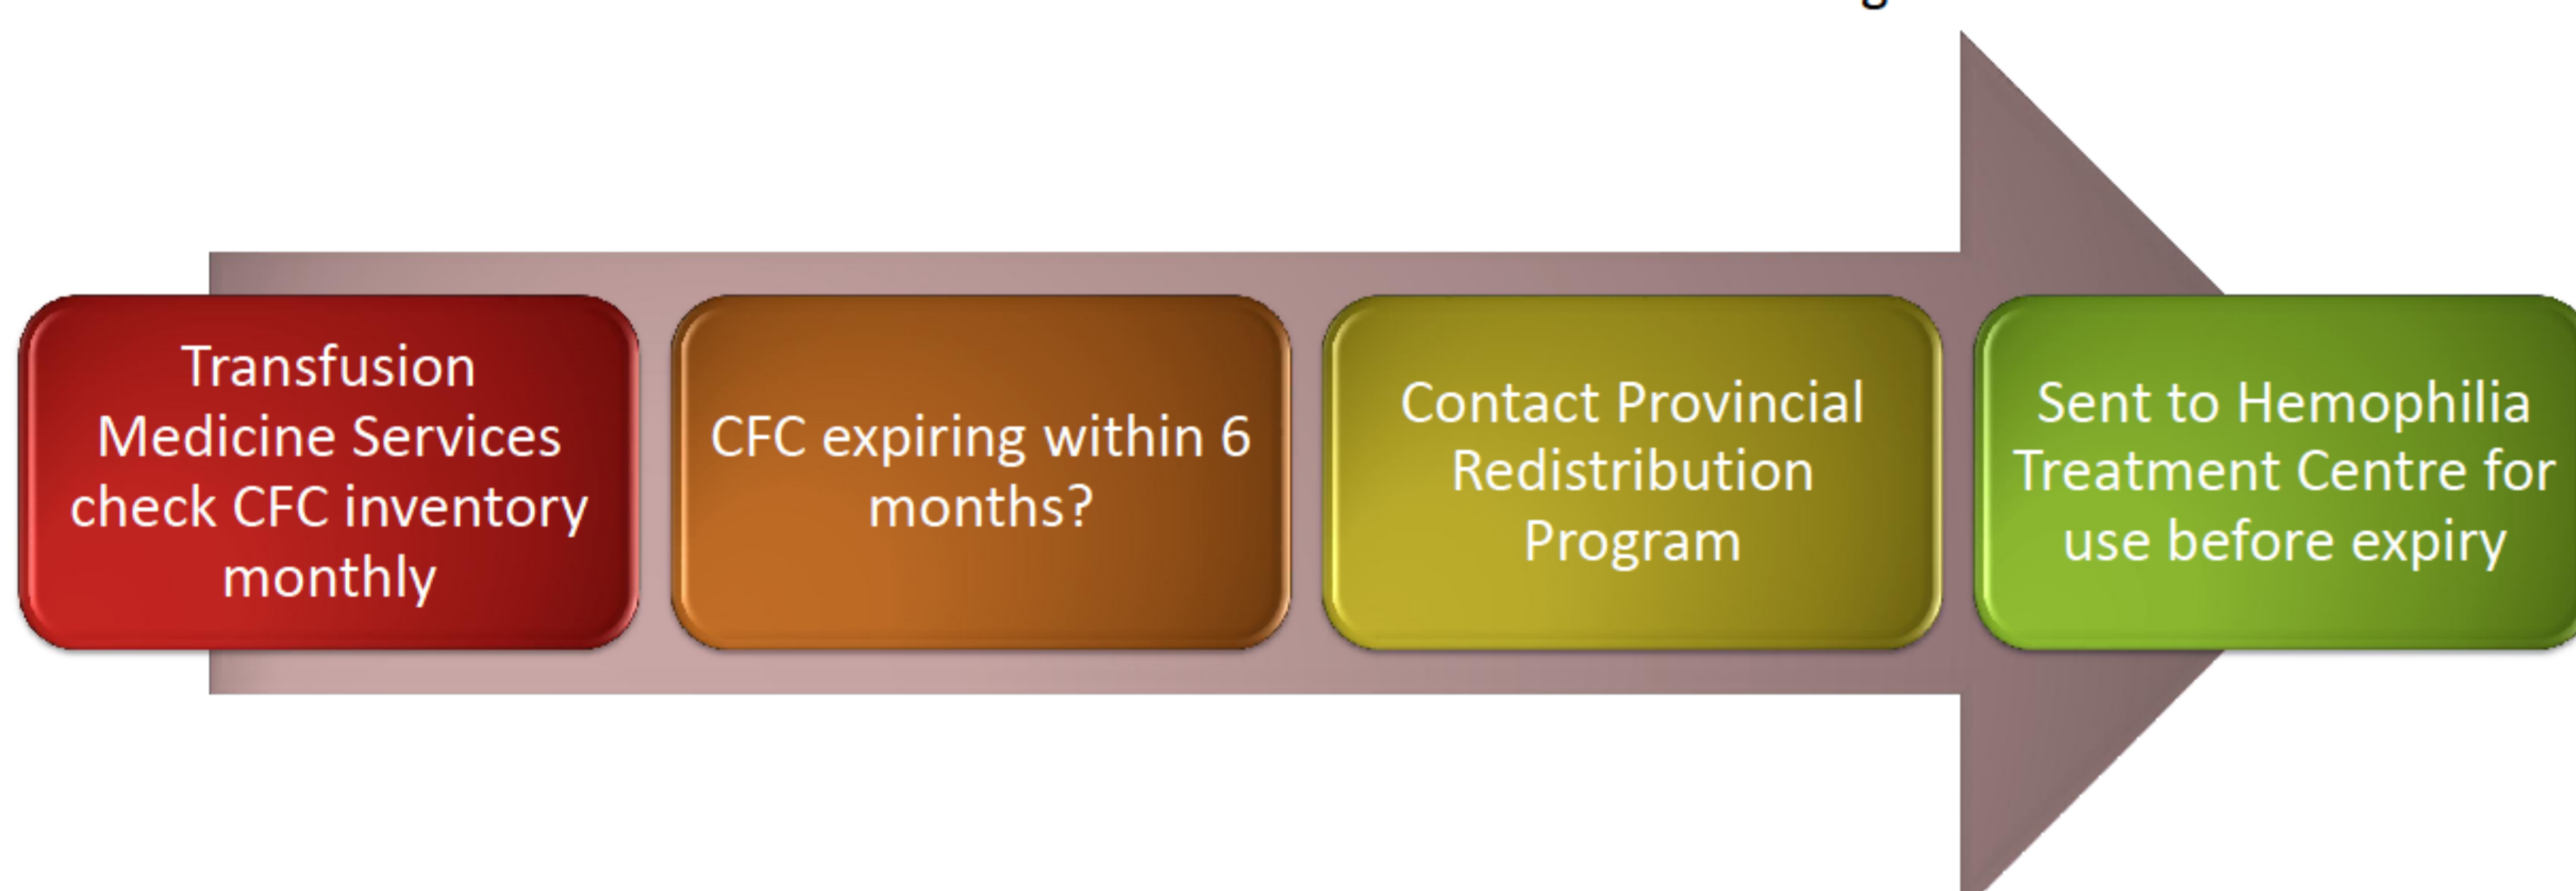 Transfusion
Medicine Services
check CFC inventory
monthly
CFC expiring within 6
months?
Contact Provincial
Redistribution
Program
Sent to Hemophilia
Treatment Centre for
use before expiry